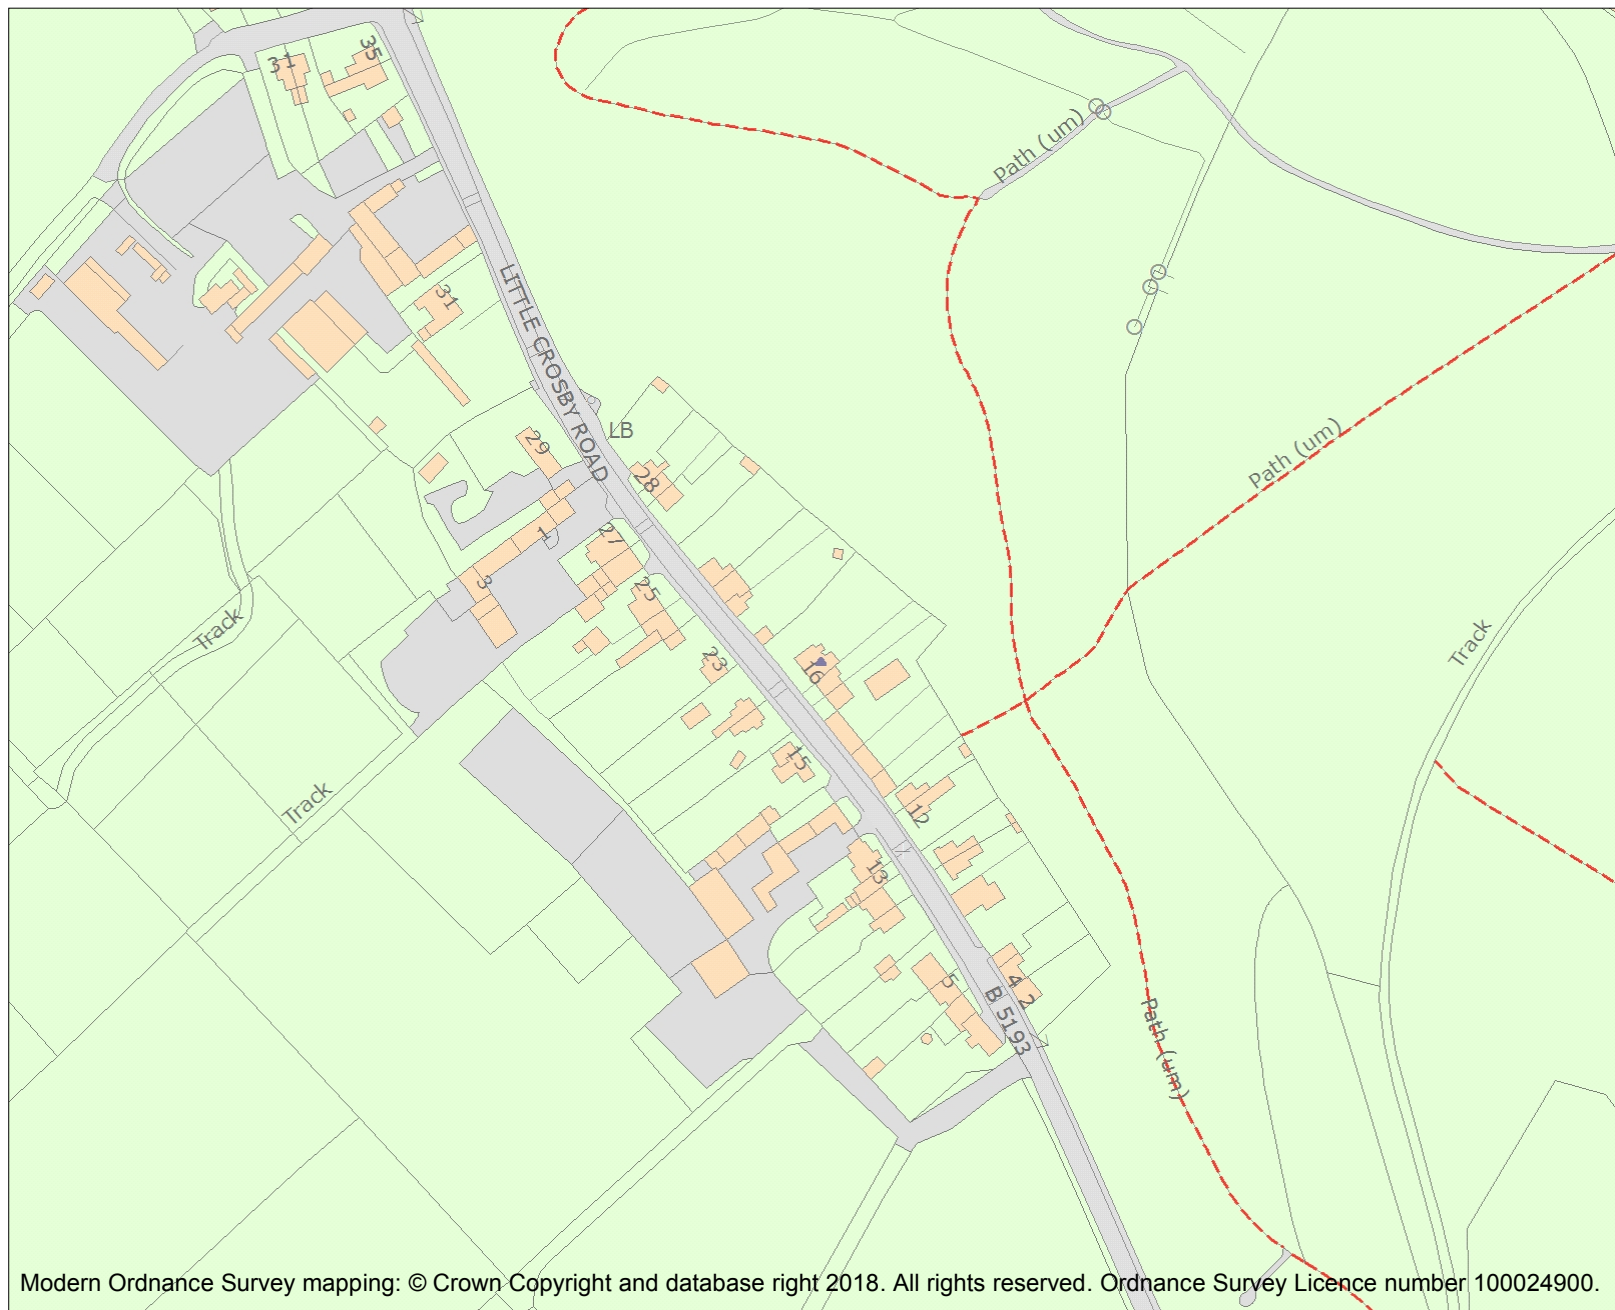 35
31
Path (um)
31
LITTLE CROSBY ROAD
LB
29
28
Path (um)
1
27
3
25
Track
Track
23
16
15
Track
12
13
5
4
2
B 5193
Path (um)
Modern Ordnance Survey mapping: © Crown Copyright and database right 2018. All rights reserved. Ordnance Survey Licence number 100024900.